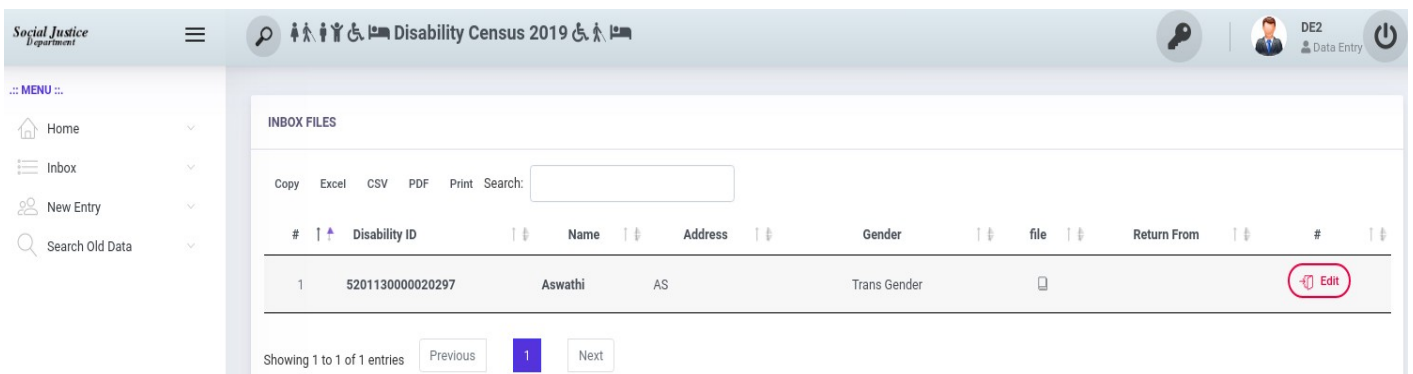 Social Justice
Department
Disability Census 2019
DE2
Data Entry
.:: MENU ::.
Home
Inbox
New Entry
Search Old Data
INBOX FILES
Copy Excel CSV PDF Print Search:
# Disability ID Name Address Gender file Return From #
1 5201130000020297 Aswathi AS Trans Gender Edit
Showing 1 to 1 of 1 entries Previous 1 Next